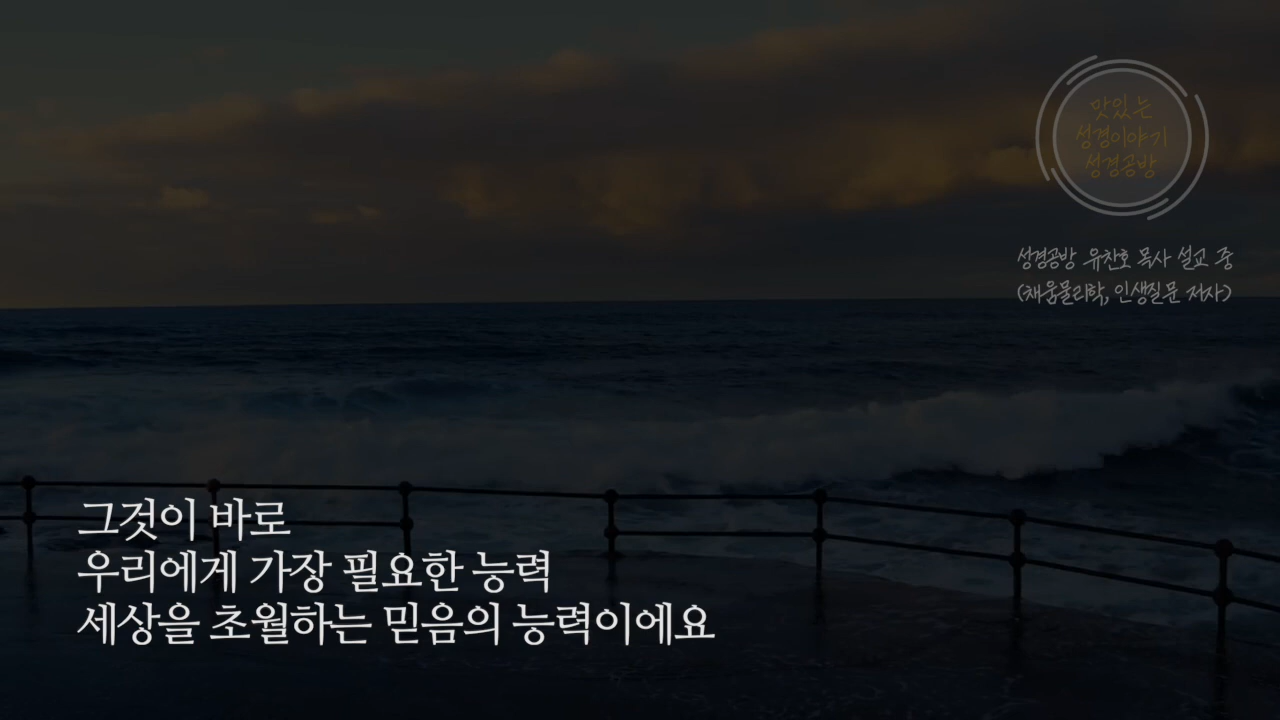 맛있는
성경이야기
성경공방
성경공방 유찬호 목사 설교 중
(채움물리학, 인생질문 저자)
그것이 바로
우리에게 가장 필요한 능력
세상을 초월하는 믿음의 능력이에요